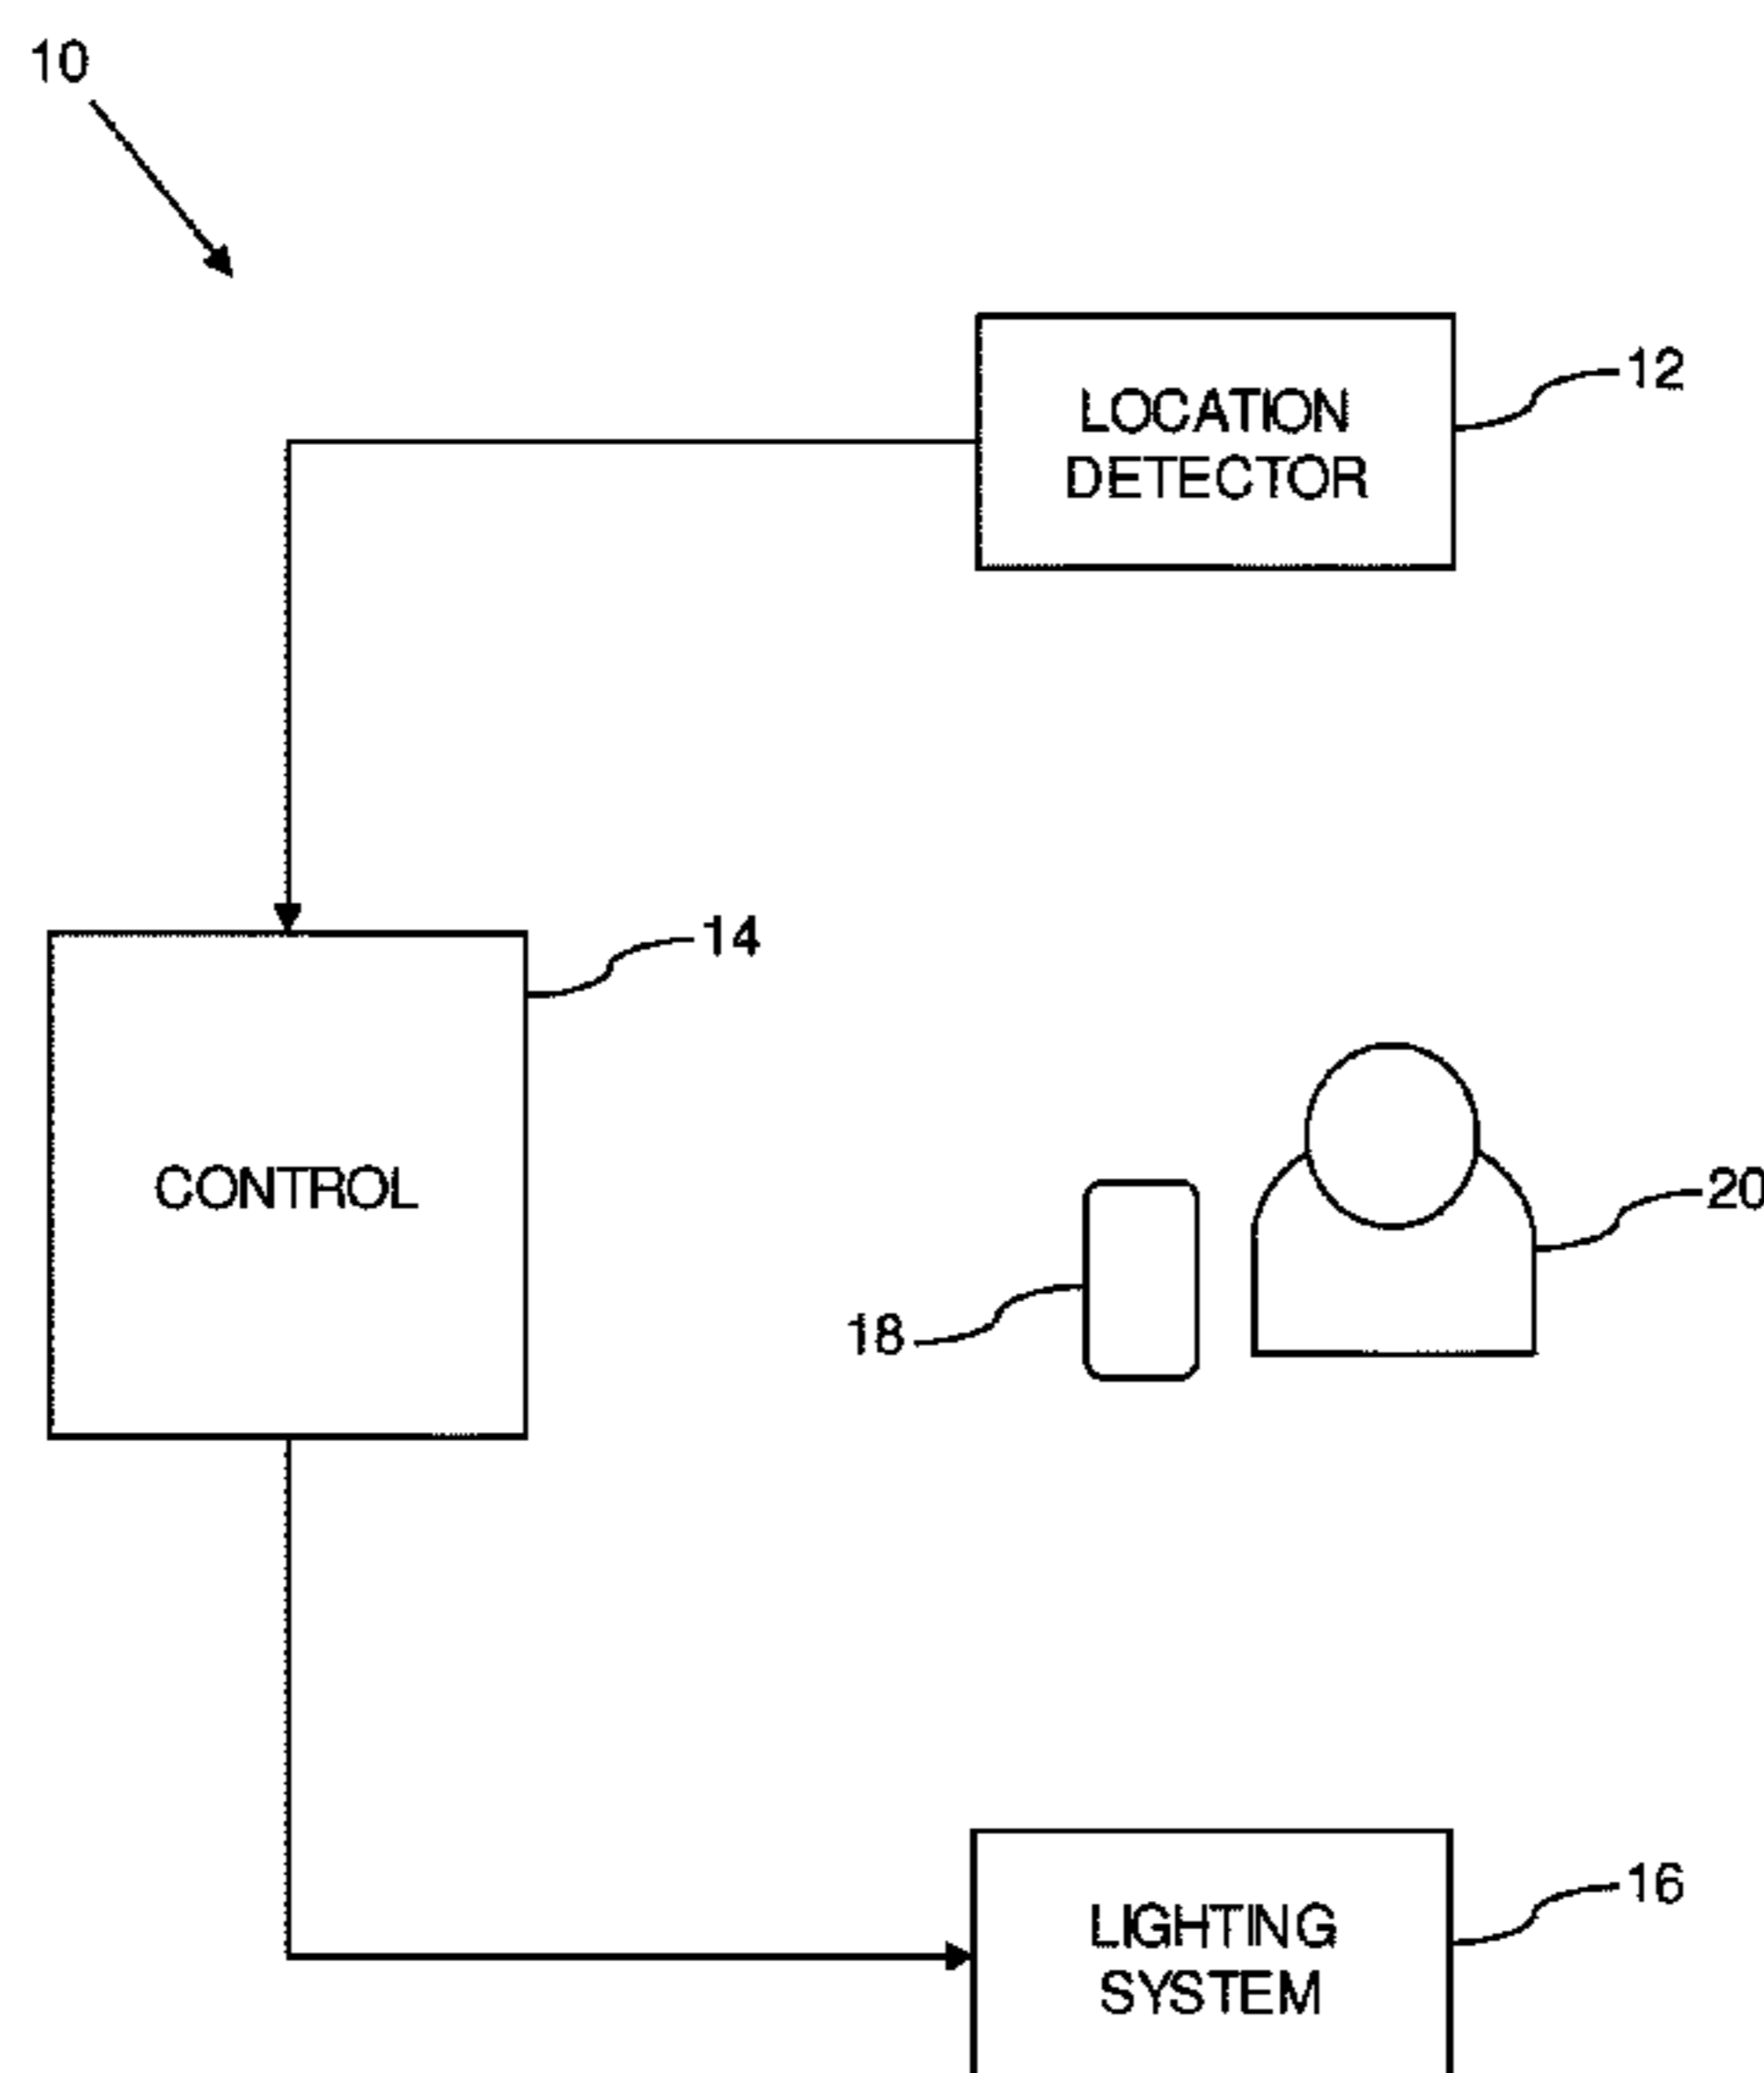 10
LOCATION
DETECTOR
12
14
CONTROL
20
18
LIGHTING
SYSTEM
16